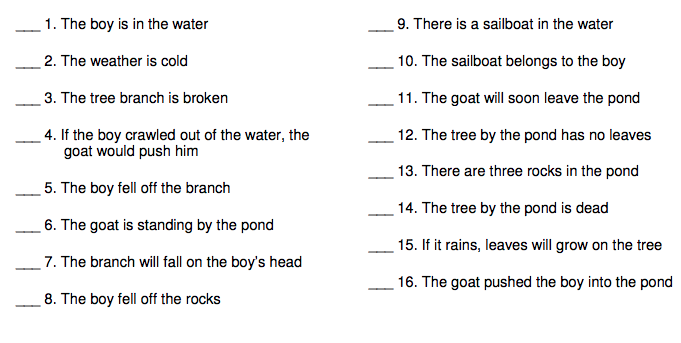 ___ 1. The boy is in the water
___ 2. The weather is cold
___ 3. The tree branch is broken
___ 4. If the boy crawled out of the water, the
goat would push him
___ 5. The boy fell off the branch
___ 6. The goat is standing by the pond
___ 7. The branch will fall on the boy's head
___ 8. The boy fell off the rocks
___ 9. There is a sailboat in the water
___ 10. The sailboat belongs to the boy
___ 11. The goat will soon leave the pond
___ 12. The tree by the pond has no leaves
___ 13. There are three rocks in the pond
___ 14. The tree by the pond is dead
___ 15. If it rains, leaves will grow on the tree
___ 16. The goat pushed the boy into the pond